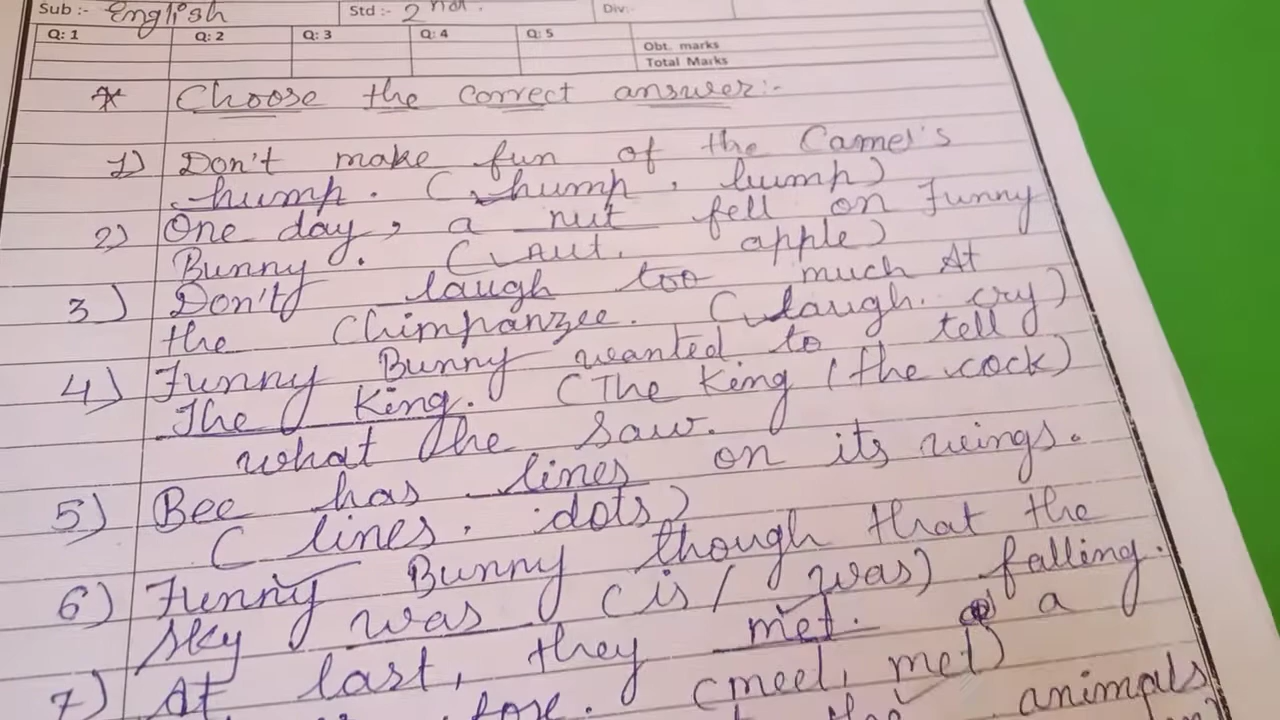 Sub :- English Std :- 2nd. Div:-
Q: 1 Q: 2 Q: 3 Q: 4 Q: 5 Obt. marks
Total Marks
* Choose the correct answer:-
1) Don't make fun of the Camel's
hump. (hump, lump)
2) One day, a nut fell on Funny
Bunny. (nut, apple)
3) Don't laugh too much At
the Chimpanzee. (laugh, cry)
4) Funny Bunny wanted to tell
The King. (The King / the cock)
what the saw.
5) Bee has lines on its wings.
(lines, dots)
6) Funny Bunny though that the
sky was (is / was) falling.
7) At last, they met. a
fox. (meet, met)
the animals